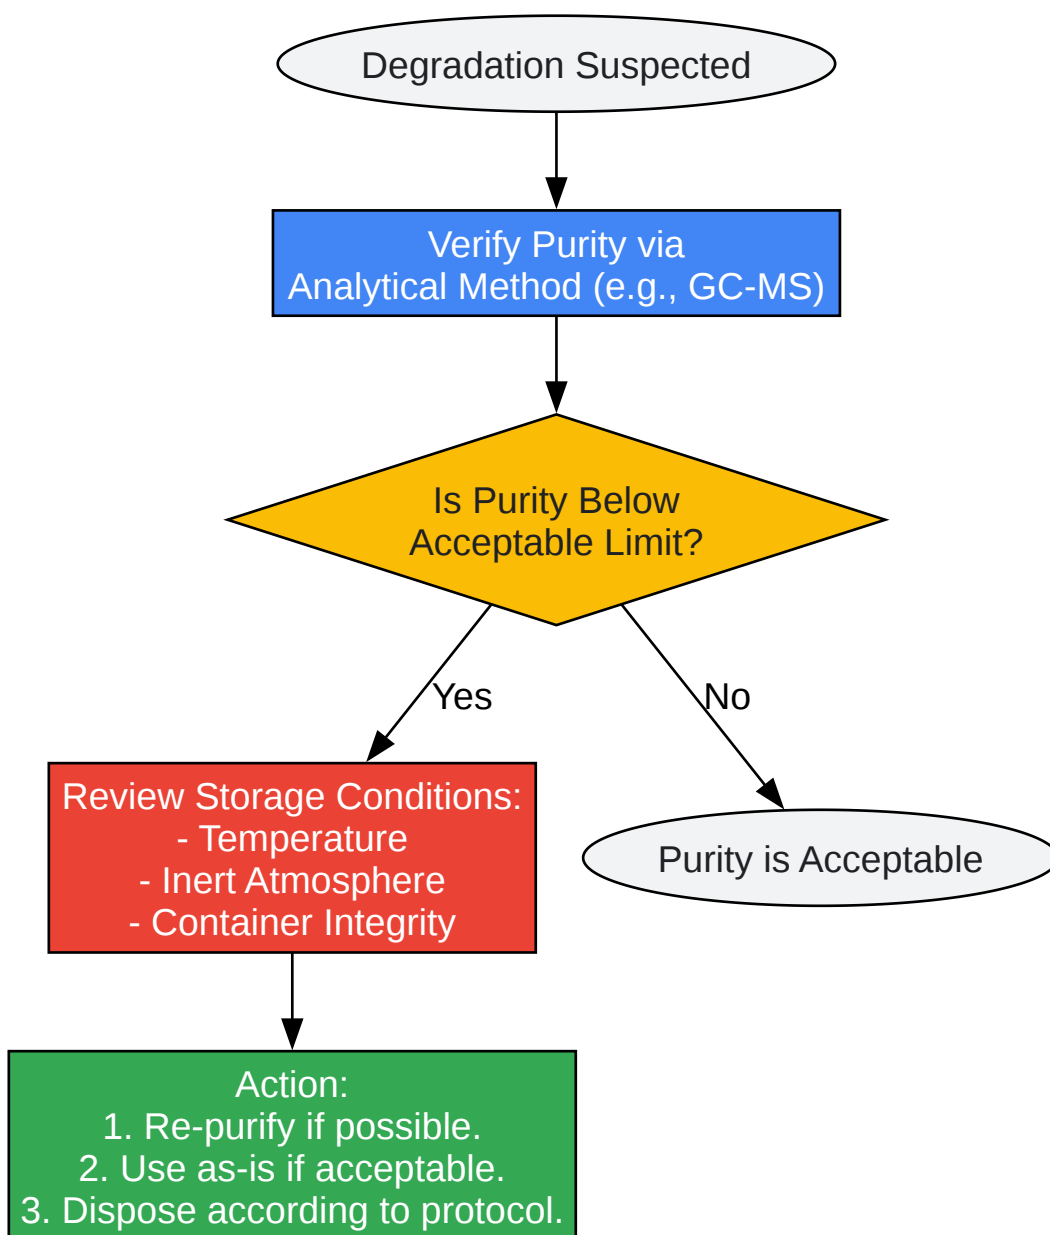 Degradation Suspected
Verify Purity via
Analytical Method (e.g., GC-MS)
Is Purity Below
Acceptable Limit?
Yes
No
Review Storage Conditions:
- Temperature
- Inert Atmosphere
- Container Integrity
Purity is Acceptable
Action:
1. Re-purify if possible.
2. Use as-is if acceptable.
3. Dispose according to protocol.